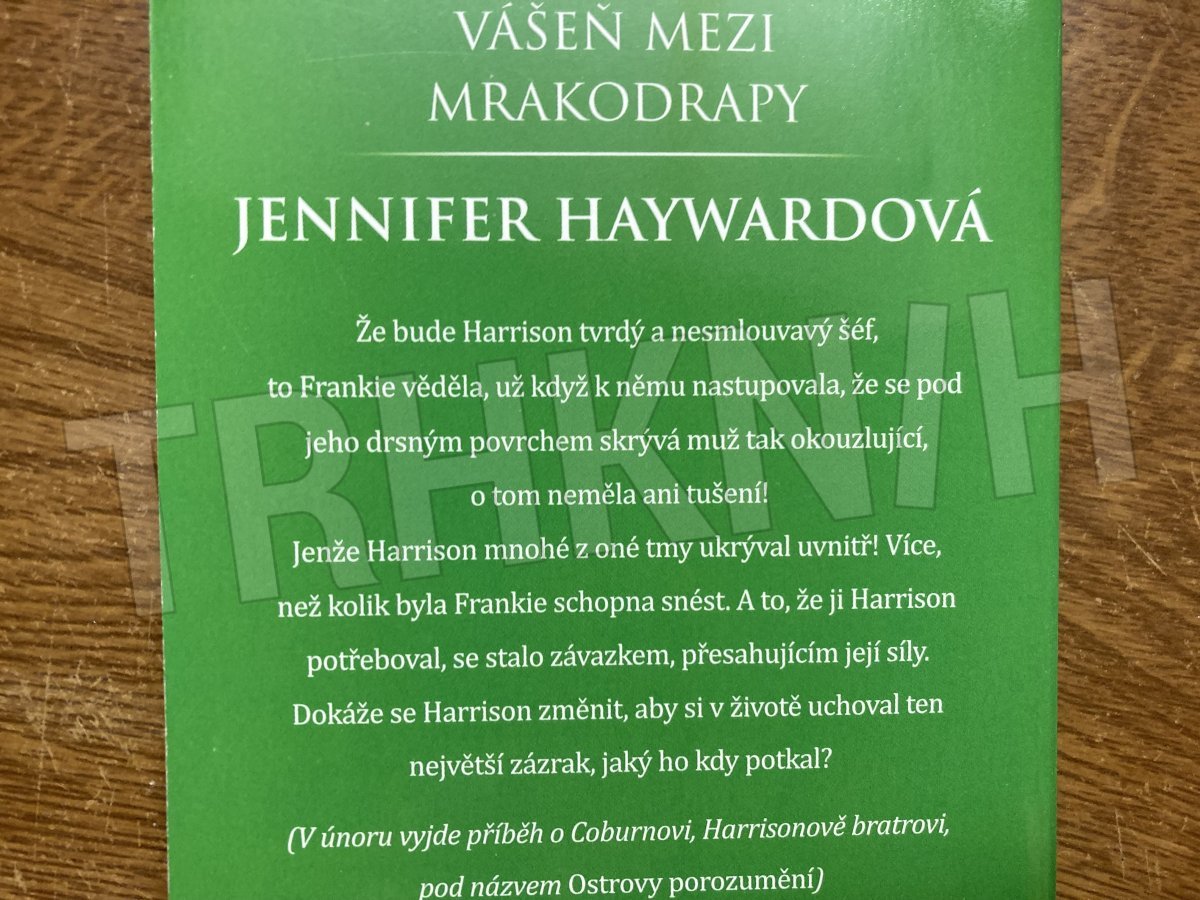 VÁŠEŇ MEZI
MRAKODRAPY
JENNIFER HAYWARDOVÁ
Že bude Harrison tvrdý a nesmlouvavý šéf,
to Frankie věděla, už když k němu nastupovala, že se pod
jeho drsným povrchem skrývá muž tak okouzlující,
o tom neměla ani tušení!
Jenže Harrison mnohé z oné tmy ukrýval uvnitř! Více,
než kolik byla Frankie schopna snést. A to, že ji Harrison
potřeboval, se stalo závazkem, přesahujícím její síly.
Dokáže se Harrison změnit, aby si v životě uchoval ten
největší zázrak, jaký ho kdy potkal?
(V únoru vyjde příběh o Coburnovi, Harrisonově bratrovi,
pod názvem Ostrovy porozumění)
TRHKNIH